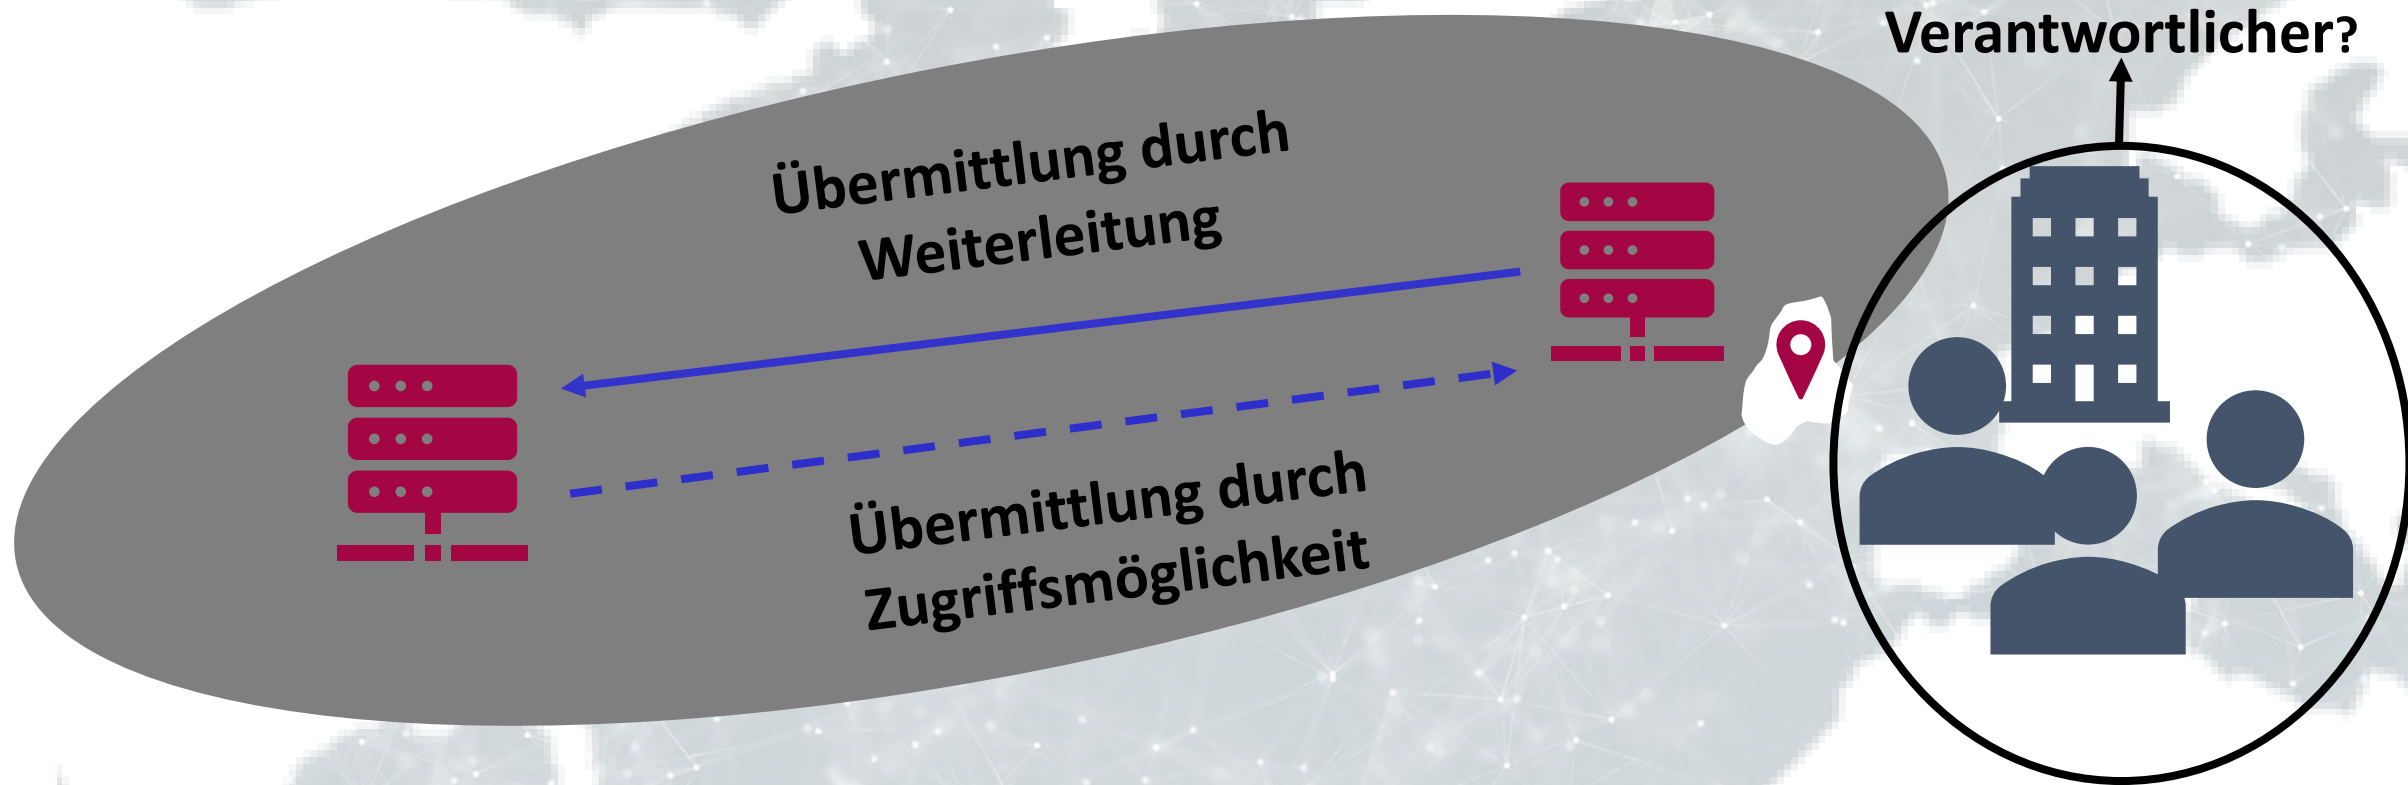 Verantwortlicher?
Übermittlung durch
Weiterleitung
Übermittlung durch
Zugriffsmöglichkeit